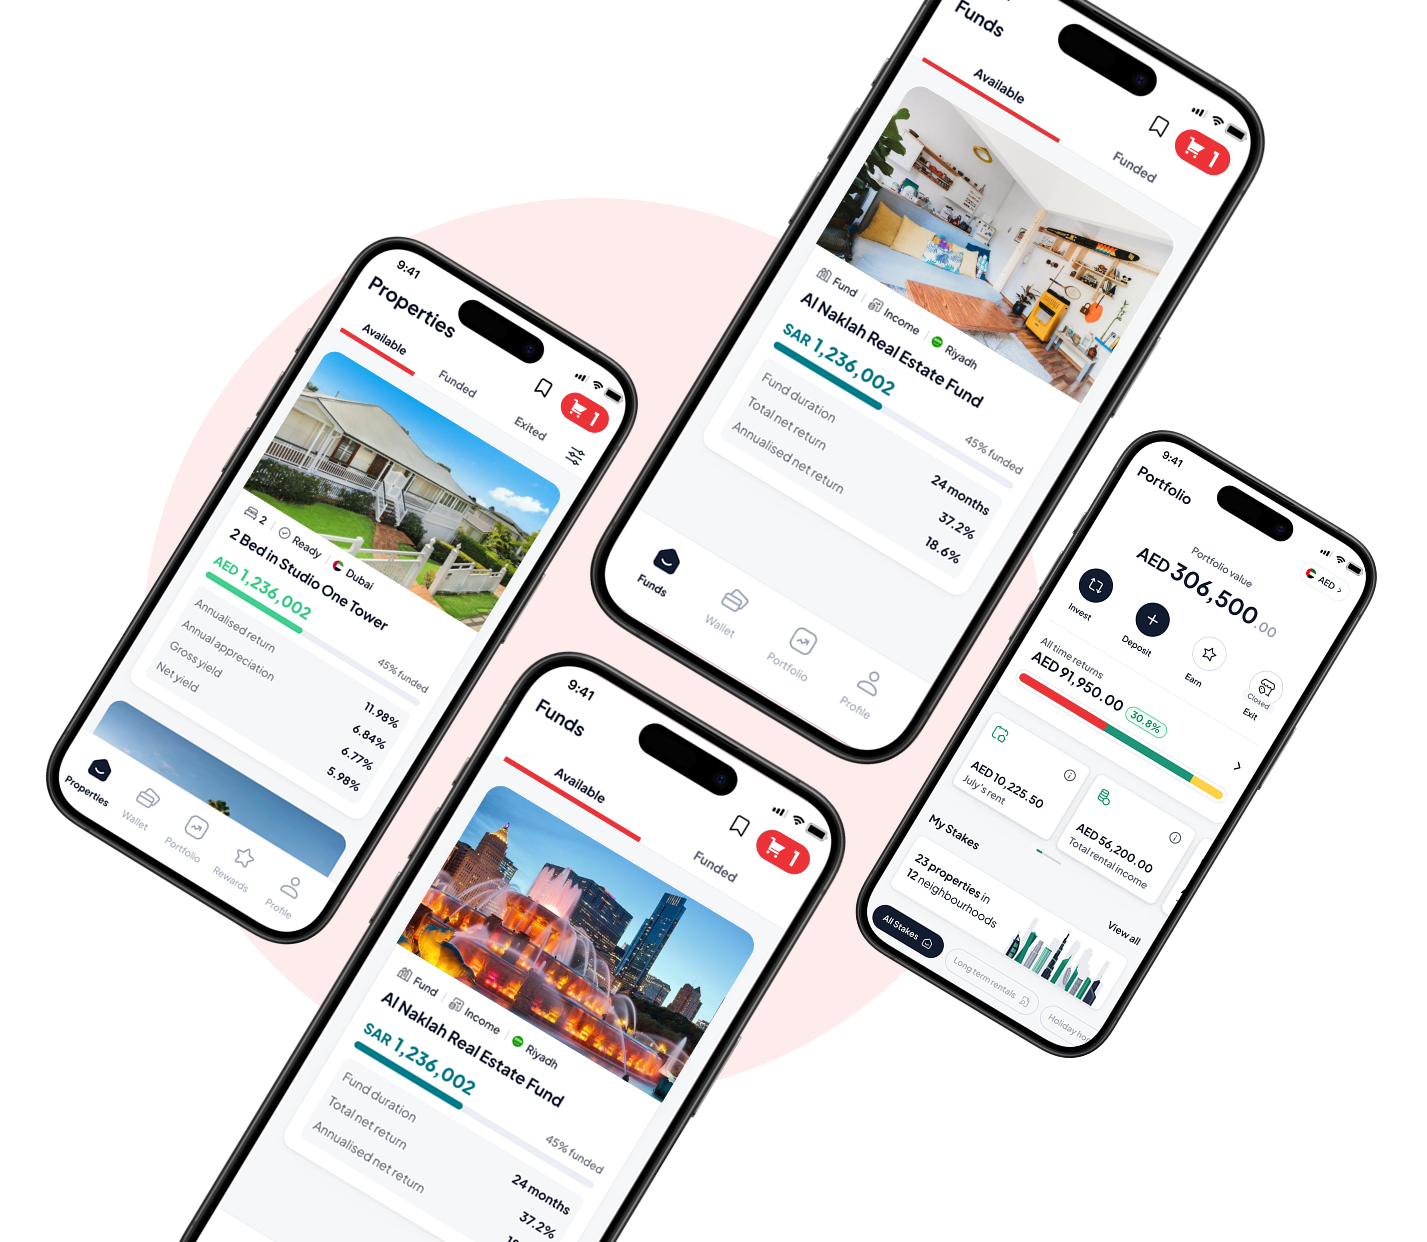 9:41
Properties
1
Available
Funded
Exited
2
Ready
Dubai
2 Bed in Studio One Tower
AED 1,236,002
45% funded
Annualised return
11.98%
Annual appreciation
6.84%
Gross yield
6.77%
Net yield
5.98%
Properties
Wallet
Portfolio
Rewards
Profile
Funds
1
Available
Funded
Fund
Income
Riyadh
Al Naklah Real Estate Fund
SAR 1,236,002
45% funded
Fund duration
24 months
Total net return
37.2%
Annualised net return
18.6%
Funds
Wallet
Portfolio
Profile
9:41
Funds
1
Available
Funded
Fund
Income
Riyadh
Al Naklah Real Estate Fund
SAR 1,236,002
45% funded
Fund duration
24 months
Total net return
37.2%
Annualised net return
9:41
Portfolio
AED
Portfolio value
AED 306,500.00
Invest
Deposit
Earn
Closed
Exit
All time returns
AED 91,950.00
30.8%
AED 10,225.50
July's rent
AED 56,200.00
Total rental income
My Stakes
View all
23 properties in
12 neighbourhoods
All Stakes
Long term rentals
Holiday